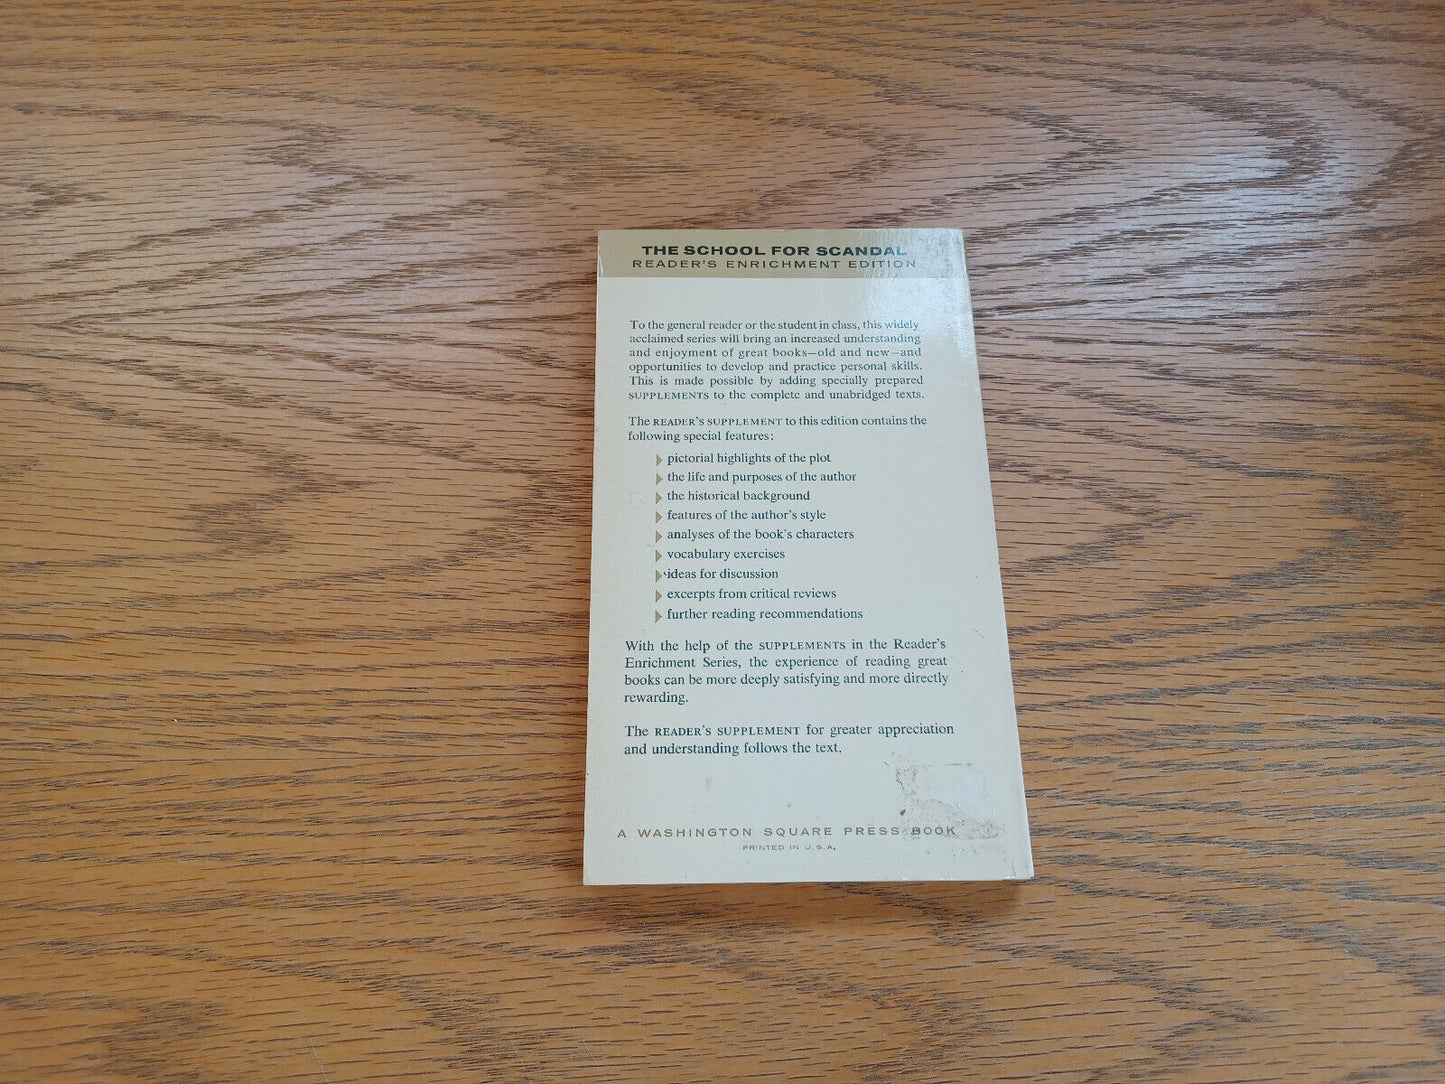 THE SCHOOL FOR SCANDAL
READER'S ENRICHMENT EDITION
To the general reader or the student in class, this widely
acclaimed series will bring an increased understanding
and enjoyment of great books—old and new—and
opportunities to develop and practice personal skills.
This is made possible by adding specially prepared
SUPPLEMENTS to the complete and unabridged texts.
The READER'S SUPPLEMENT to this edition contains the
following special features:
pictorial highlights of the plot
the life and purposes of the author
the historical background
features of the author's style
analyses of the book's characters
vocabulary exercises
ideas for discussion
excerpts from critical reviews
further reading recommendations
With the help of the SUPPLEMENTS in the Reader's
Enrichment Series, the experience of reading great
books can be more deeply satisfying and more directly
rewarding.
The READER'S SUPPLEMENT for greater appreciation
and understanding follows the text.
A WASHINGTON SQUARE PRESS BOOK
PRINTED IN U.S.A.